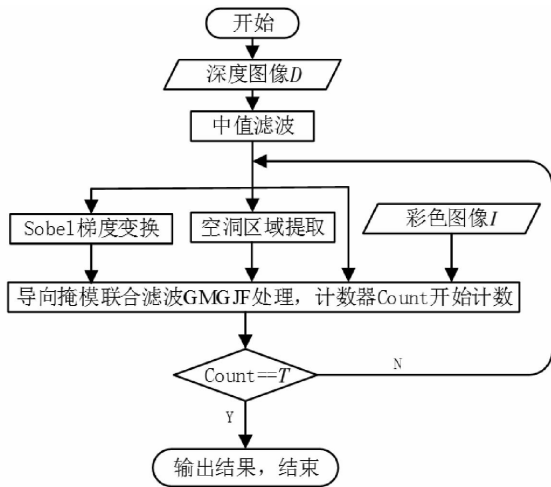 开始
深度图像D
中值滤波
Sobel梯度变换
空洞区域提取
彩色图像I
导向掩模联合滤波GMGJF处理，计数器Count开始计数
Count==T
N
Y
输出结果，结束